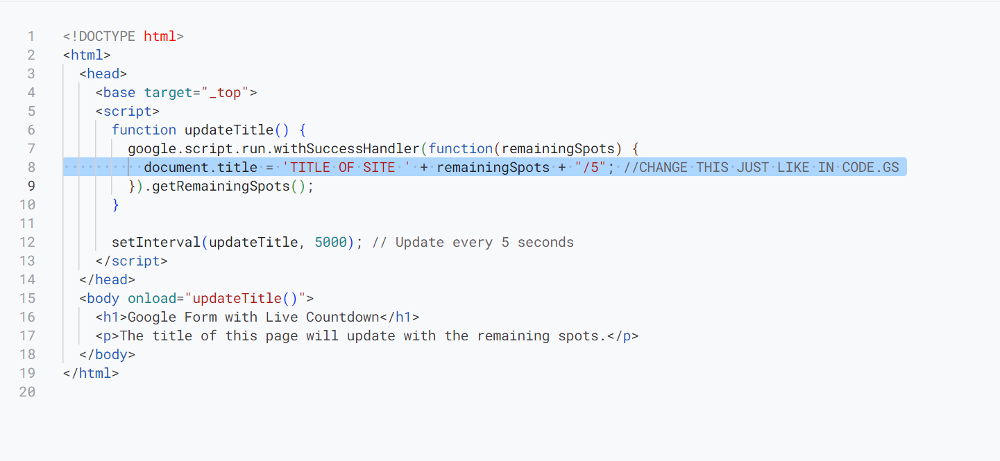 1 <!DOCTYPE html>
2 <html>
3 <head>
4 <base target="_top">
5 <script>
6 function updateTitle() {
7 google.script.run.withSuccessHandler(function(remainingSpots) {
8 document.title = 'TITLE OF SITE ' + remainingSpots + "/5"; //CHANGE THIS JUST LIKE IN CODE.GS
9 }).getRemainingSpots();
10 }
11
12 setInterval(updateTitle, 5000); // Update every 5 seconds
13 </script>
14 </head>
15 <body onload="updateTitle()">
16 <h1>Google Form with Live Countdown</h1>
17 <p>The title of this page will update with the remaining spots.</p>
18 </body>
19 </html>
20